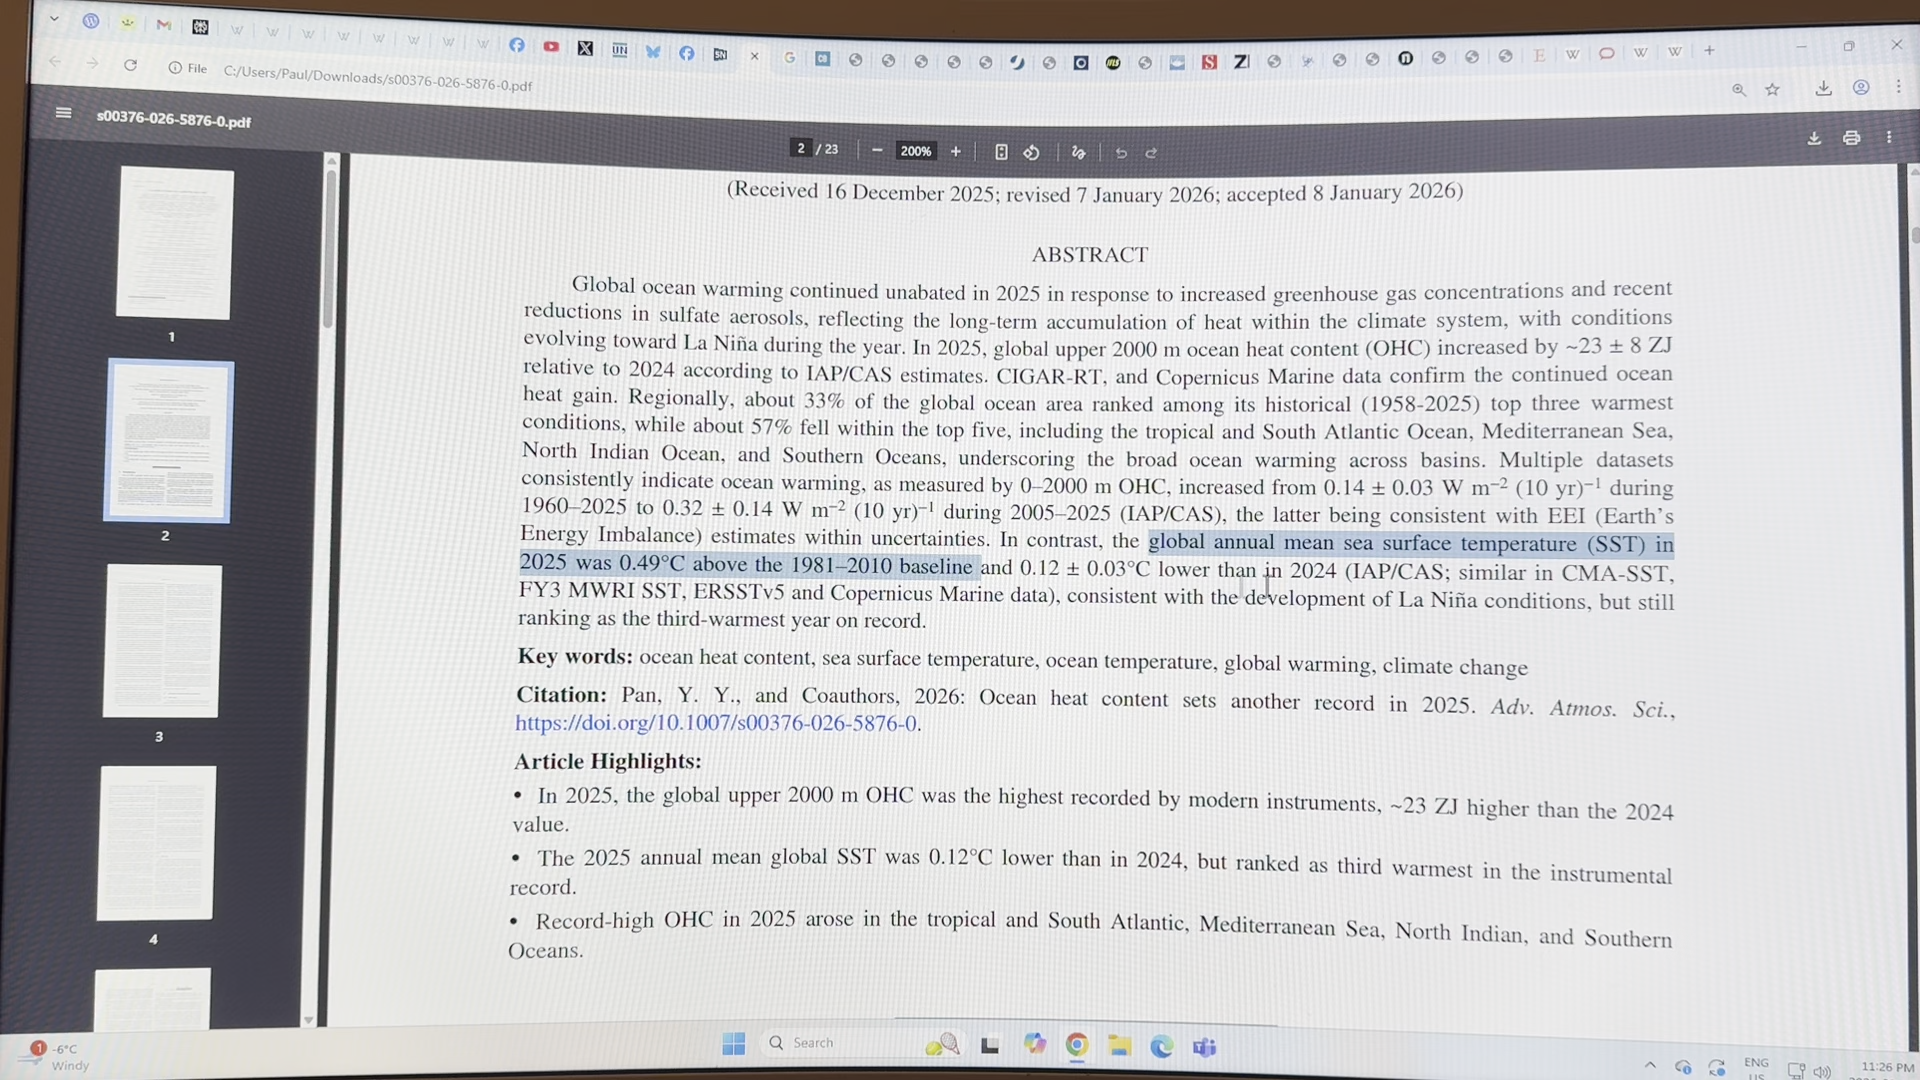 File C:/Users/Paul/Downloads/s00376-026-5876-0.pdf
s00376-026-5876-0.pdf
2 / 23 200%
(Received 16 December 2025; revised 7 January 2026; accepted 8 January 2026)
ABSTRACT
Global ocean warming continued unabated in 2025 in response to increased greenhouse gas concentrations and recent
reductions in sulfate aerosols, reflecting the long-term accumulation of heat within the climate system, with conditions
evolving toward La Niña during the year. In 2025, global upper 2000 m ocean heat content (OHC) increased by ~23 ± 8 ZJ
relative to 2024 according to IAP/CAS estimates. CIGAR-RT, and Copernicus Marine data confirm the continued ocean
heat gain. Regionally, about 33% of the global ocean area ranked among its historical (1958-2025) top three warmest
conditions, while about 57% fell within the top five, including the tropical and South Atlantic Ocean, Mediterranean Sea,
North Indian Ocean, and Southern Oceans, underscoring the broad ocean warming across basins. Multiple datasets
consistently indicate ocean warming, as measured by 0–2000 m OHC, increased from 0.14 ± 0.03 W m⁻² (10 yr)⁻¹ during
1960–2025 to 0.32 ± 0.14 W m⁻² (10 yr)⁻¹ during 2005–2025 (IAP/CAS), the latter being consistent with EEI (Earth's
Energy Imbalance) estimates within uncertainties. In contrast, the global annual mean sea surface temperature (SST) in
2025 was 0.49°C above the 1981–2010 baseline and 0.12 ± 0.03°C lower than in 2024 (IAP/CAS; similar in CMA-SST,
FY3 MWRI SST, ERSSTv5 and Copernicus Marine data), consistent with the development of La Niña conditions, but still
ranking as the third-warmest year on record.
Key words: ocean heat content, sea surface temperature, ocean temperature, global warming, climate change
Citation: Pan, Y. Y., and Coauthors, 2026: Ocean heat content sets another record in 2025. Adv. Atmos. Sci.,
https://doi.org/10.1007/s00376-026-5876-0.
Article Highlights:
• In 2025, the global upper 2000 m OHC was the highest recorded by modern instruments, ~23 ZJ higher than the 2024
value.
• The 2025 annual mean global SST was 0.12°C lower than in 2024, but ranked as third warmest in the instrumental
record.
• Record-high OHC in 2025 arose in the tropical and South Atlantic, Mediterranean Sea, North Indian, and Southern
Oceans.
1
2
3
4
1 -6°C
Windy
Search
ENG
US
11:26 PM